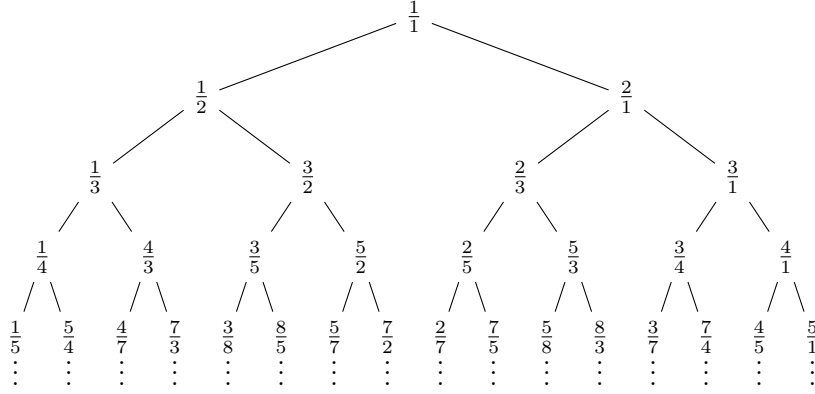 1/1
1/2 2/1
1/3 3/2 2/3 3/1
1/4 4/3 3/5 5/2 2/5 5/3 3/4 4/1
1/5 5/4 4/7 7/3 3/8 8/5 5/7 7/2 2/7 7/5 5/8 8/3 3/7 7/4 4/5 5/1
⋮ ⋮ ⋮ ⋮ ⋮ ⋮ ⋮ ⋮ ⋮ ⋮ ⋮ ⋮ ⋮ ⋮ ⋮ ⋮